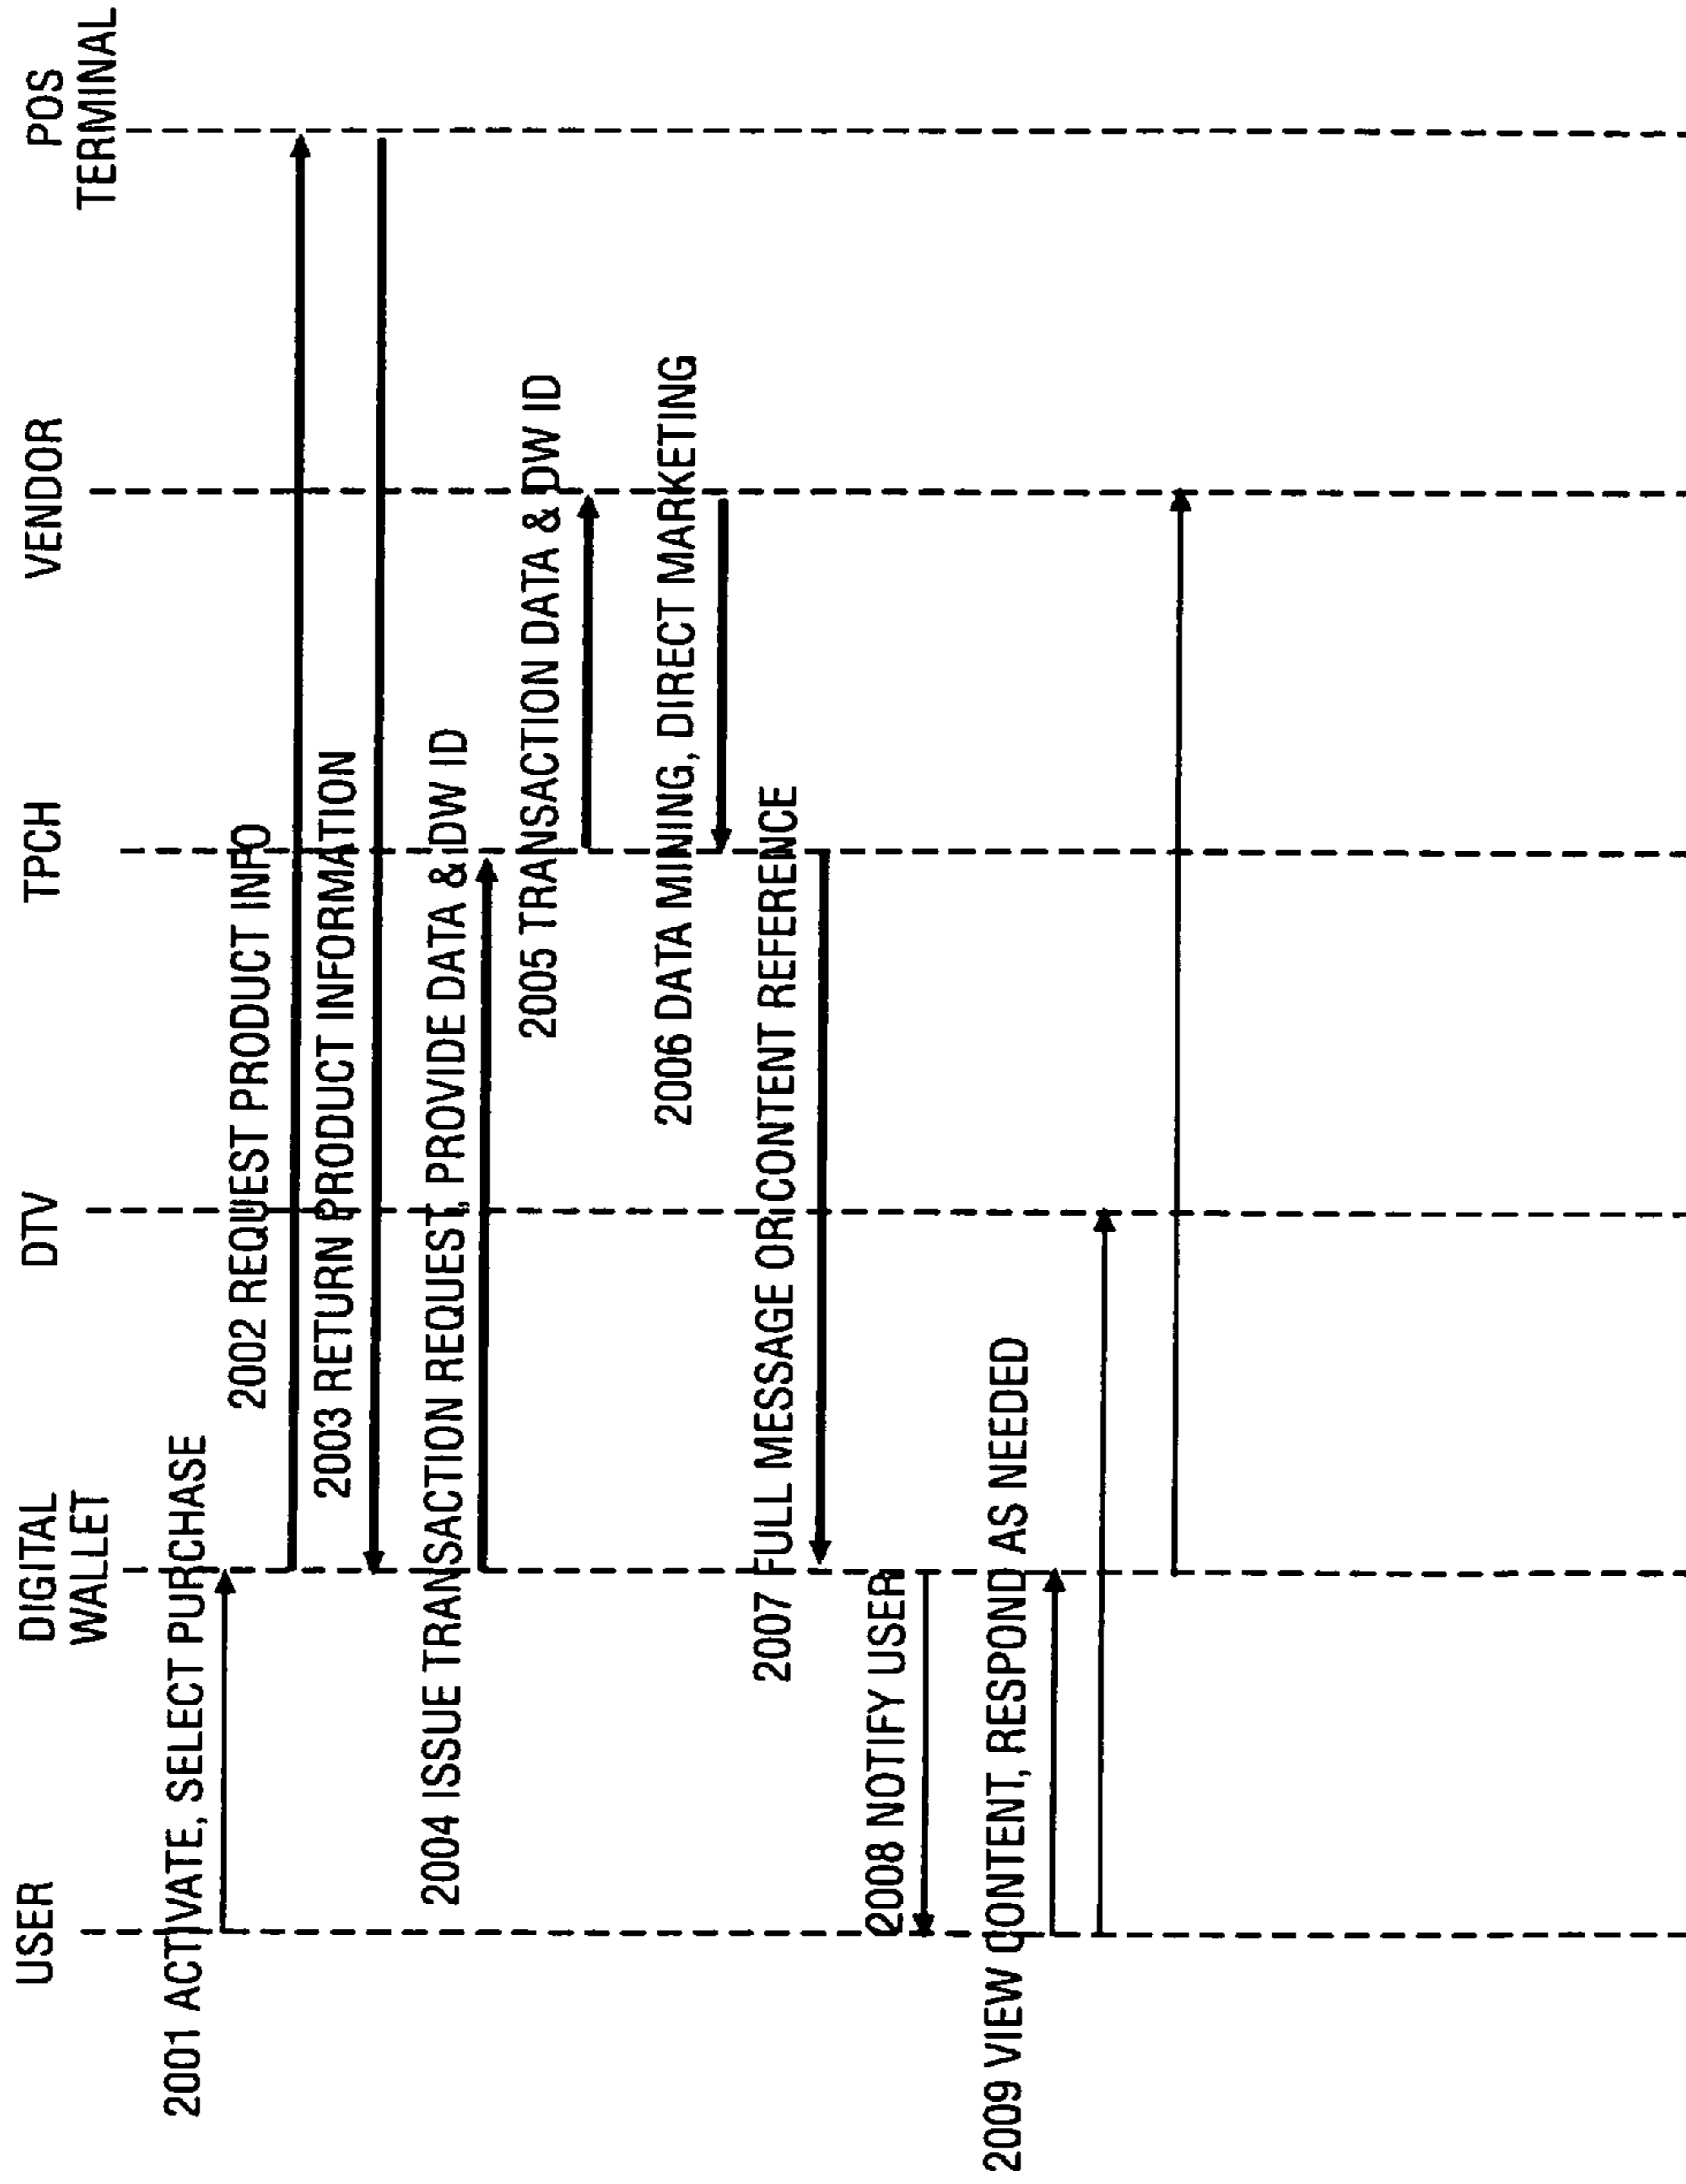 USER
DIGITAL
WALLET
DTV
TPCH
VENDOR
POS
TERMINAL
2001 ACTIVATE, SELECT PURCHASE
2002 REQUEST PRODUCT INFO
2003 RETURN PRODUCT INFORMATION
2004 ISSUE TRANSACTION REQUEST, PROVIDE DATA & DW ID
2005 TRANSACTION DATA & DW ID
2006 DATA MINING, DIRECT MARKETING
2007 FULL MESSAGE OR CONTENT REFERENCE
2008 NOTIFY USER
2009 VIEW CONTENT, RESPOND AS NEEDED